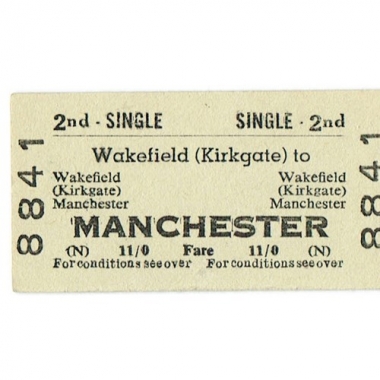 2nd - SINGLE SINGLE - 2nd
Wakefield (Kirkgate) to
Wakefield Wakefield
(Kirkgate) (Kirkgate)
Manchester Manchester
MANCHESTER
(N) 11/0 Fare 11/0 (N)
For conditions see over For conditions see over
8841
8841